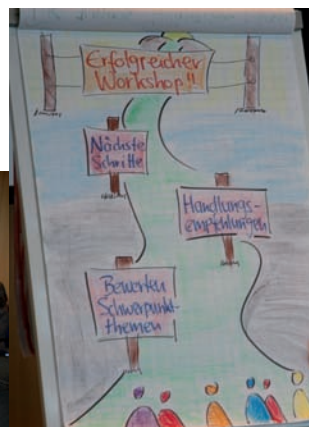 Erfolgreicher
Workshop!!
Nächste
Schritte
Handlungs-
empfehlungen
Bewerten
Schwerpunkt-
themen